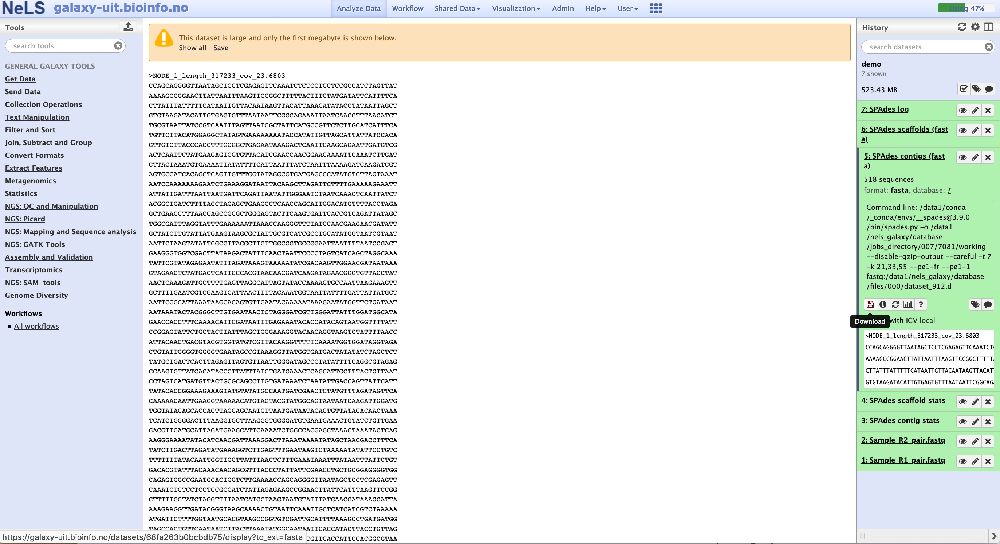 NeLS galaxy-uit.bioinfo.no
Analyze Data Workflow Shared Data Visualization Admin Help User
Using 47%
Tools
search tools
GENERAL GALAXY TOOLS
Get Data
Send Data
Collection Operations
Text Manipulation
Filter and Sort
Join, Subtract and Group
Convert Formats
Extract Features
Metagenomics
Statistics
NGS: QC and Manipulation
NGS: Picard
NGS: Mapping and Sequence analysis
NGS: GATK Tools
Assembly and Validation
Transcriptomics
NGS: SAM-tools
Genome Diversity
Workflows
All workflows
This dataset is large and only the first megabyte is shown below.
Show all | Save
>NODE_1_length_317233_cov_23.6803
CCAGCAGGGGTTAATAGCTCCTCGAGAGTTCAAATCTCTCCTCCTCCGCCATCTAGTTAT
AAAAGCCGGAACTTATTAATTTAAGTTCCGGCTTTTTACTTTCTATGATATTCATTTTCA
CTTATTTATTTTTCATAATTGTTACAATAAGTTACATTAAACATATACCTATAATTAGCT
GTGTAAGATACATTGTGAGTGTTTAATAATTCGGCAGAAATTAATCAACGTTTAACATCT
TGCGTAATTATCCGTCAATTTAGTTAATCGCTATTCATGCCGTTCTCTTGCATCATTTCA
TGTTCTTACATGGAGGCTATAGTGAAAAAAAATACCATATTGTTAGCATTATTATCCACA
GTTGTCTTACCCACCTTTGCGGCTGAGAATAAAGACTCAATTCAAGCAGAATTGATGTCG
ACTCAATTCTATGAAGAGTCGTGTTACATCGAACCAACGGAACAAAATTCAAATCTTGAT
CTTACTAAATGTGAAAATTATATTTTCATTAATTTATCTAATTTAAAAGATCAAGATCGT
AGTGCCATCACAGCTCAGTTGTTTGGTATAGGCGTGATGAGCCCATATGTCTTAGTAAAT
AATCCAAAAAAAGAATCTGAAAGGATAATTACAAGCTTAGATTCTTTTGAAAAAGAAATT
ATTATTGATTTAATTAATGATTCAGATTAATATTGGGAATCTAATCAAACTCAATTATCT
ACGGCTGATCTTTTACCTAGAGCTGAAGCCTCAACCAGCATTGGACATGTTTTACCTAGA
GCTGAACCTTTAACCAGCCGCGCTGGGAGTACTTCAAGTGATTCACCGTCAGATTATAGC
TGGCGATTTAGGTATTTGAAAAAATTAAACCAAGGGTTTTATCCAACGAAGAACGATATT
GCTATCTTGTATTATGAAGTAAGCGCTATTGCGTCATCGCCTGCATATGGTAATCGTAAT
AATTCTAAGTATATTCGCGTTACGCTTGTTGGCGGTGCCGGAATTAATTTTAATCCGACT
GAAGGGTGGTCGACTTATAAGACTATTTCAACTAATTCCCCTAGTCATCAGCTAGGCAAA
TATTCGTATAGAGAATATTTAGATAAAGTAAAAATATCGACAAGTTGGAACGATAATAAA
GTAGAACTCTATGACTCATTCCCACGTAACAACGATCAAGATAGAACGGGTGTTACCTAT
AACTCAAAGATTGCTTTTGAGTTAGGCATTAGTATACCAAAAGTGCCAATTAAGAAAGTT
GCTTTTGAATCGTCGAAGTCATTAACTTTTACAAATGGTAATTATTTTGATTATTATGCT
AATTCGGCATTAAATAAGCACAGTGTTGAATACAAAAATAAAGAATATGGTTCTGATAAT
AATAAATACTACGGGCTTGTGAATAACTCTAGGGATCGTTGGGATTATTTGGATGGCATA
GAACCACCTTTCAAAACATTCGATAATTTGAGAAATACACCATACAGTAATGGTTTTATT
CCGGAGTATTCTGCTACTTATTTAGCTGGGAAAGGTACAACAGGTAAGTCTATTTTAACC
ATTACAACTGACGTACGTGGTATGTCGTTACAAGGTTTTTCAAAATGGTGGATAGGTAGA
CTGTATTGGGGTGGGGTGAATAGCCGTAAAGGTTATGGTGATGACTATATATCTAGCTCT
TATGCTGACTCACTTAGAGTTAGTGTTAATTGGGATAGCCCTATATTTTCAGGCGTAGAG
CCAAGTGTTATCACATACCCTTATTTATCTGATGAAACTCAGCATTGCTTTACTGTTAAT
CCTAGTCATGATGTTACTGCGCAGCCTTGTGATAAATCTAATATTGACCAGTTATTCATT
TATACACCGGAAAGAAAGTATGTATATGCCAATGATCGAACTCTATGTTTAGATAGTTCA
CAAAAACAATTGAAGGTAAAAACATGTAGTACGTATGGCAGTAATAATCAAGATTGGATG
TGGTATACAGCACCACTTAGCAGCAATGTTAATGATAATACACTGTTATACACAACTAAA
TCATCTGGGGACTTTAAGGTGCTTAAGGGTGGGGATGTGAATGAAACTGTATCTGTTGAA
GACGTTGATGCATTAGATGAAGCATTCAAAATCTGGCCACGAGCTAAACTAAATACTCAG
AAGGGAAAATATACATCAACGATTAAAGGACTTAAATAAAATATAGCTAACGACCTTTCA
TATCTTGACTTAGATATGAAAGGTCTTGAGTTTGAATAAGTCTAAAAATATATTCCTGTC
TTTTTTTATACAATTGGTTGCTTATTTAACTCTTTGAAATAAATTTATAATTTATTCTGT
GACACGTATTTACAAACAACAGCGTTTACCCTATTATTCGAACCTGCTGCGGAGGGGTGG
CAGAGTGGCCGAATGCACTGGTCTTGAAAACCAGCAGGGGTTAATAGCTCCTCGAGAGTT
CAAATCTCTCCTCCTCCGCCATCTATTAGAGAAGCCGGAACTTATTCATTTAAGTTCCGG
CTTTTTGCTATCTAGGTTTTAATCATGCTAAGTAATGTATTTATGAACGATAAAGCATTA
AAAGAAGGTTGATACGGGTAAGCAAAACTGTAATTCAAATTGCTCATCATCGTCTAAAAA
ATGATTCTTTTGGTAATGCACGTAAGCCGGTGTCGATTGCATTTTAAAGCCTGATGATGG
TAGCCACTGTTCAATAATCTTACTTAAATATGGCAATAATTCACCATACTTACCTGTTAG
TGTTCACCATTCCACGGCGTAA
https://galaxy-uit.bioinfo.no/datasets/68fa263b0bcbdb75/display?to_ext=fasta
History
search datasets
demo
7 shown
523.43 MB
7: SPAdes log
6: SPAdes scaffolds (fast
a)
5: SPAdes contigs (fast
a)
518 sequences
format: fasta, database: ?
Command line: /data1/conda
/_conda/envs/__spades@3.9.0
/bin/spades.py -o /data1
/nels_galaxy/database
/jobs_directory/007/7081/working
--disable-gzip-output --careful -t 7
-k 21,33,55 --pe1-fr --pe1-1
fastq:/data1/nels_galaxy/database
/files/000/dataset_912.d
Download
with IGV local
>NODE_1_length_317233_cov_23.6803
CCAGCAGGGGTTAATAGCTCCTCGAGAGTTCAAATCT
AAAAGCCGGAACTTATTAATTTAAGTTCCGGCTTTTT
CTTATTTATTTTTCATAATTGTTACAATAAGTTACAT
GTGTAAGATACATTGTGAGTGTTTAATAATTCGGCAG
4: SPAdes scaffold stats
3: SPAdes contig stats
2: Sample_R2_pair.fastq
1: Sample_R1_pair.fastq